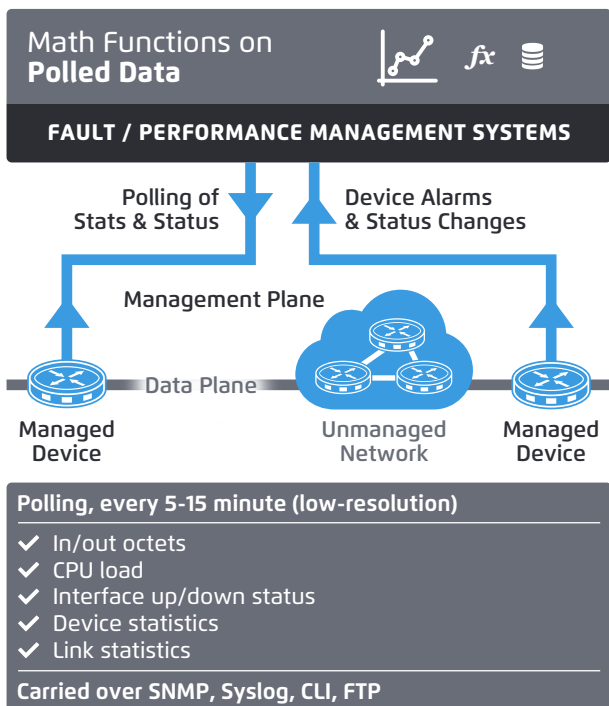 Math Functions on
Polled Data
fx
FAULT / PERFORMANCE MANAGEMENT SYSTEMS
Polling of
Stats & Status
Device Alarms
& Status Changes
Management Plane
Data Plane
Managed
Device
Unmanaged
Network
Managed
Device
Polling, every 5-15 minute (low-resolution)
In/out octets
CPU load
Interface up/down status
Device statistics
Link statistics
Carried over SNMP, Syslog, CLI, FTP